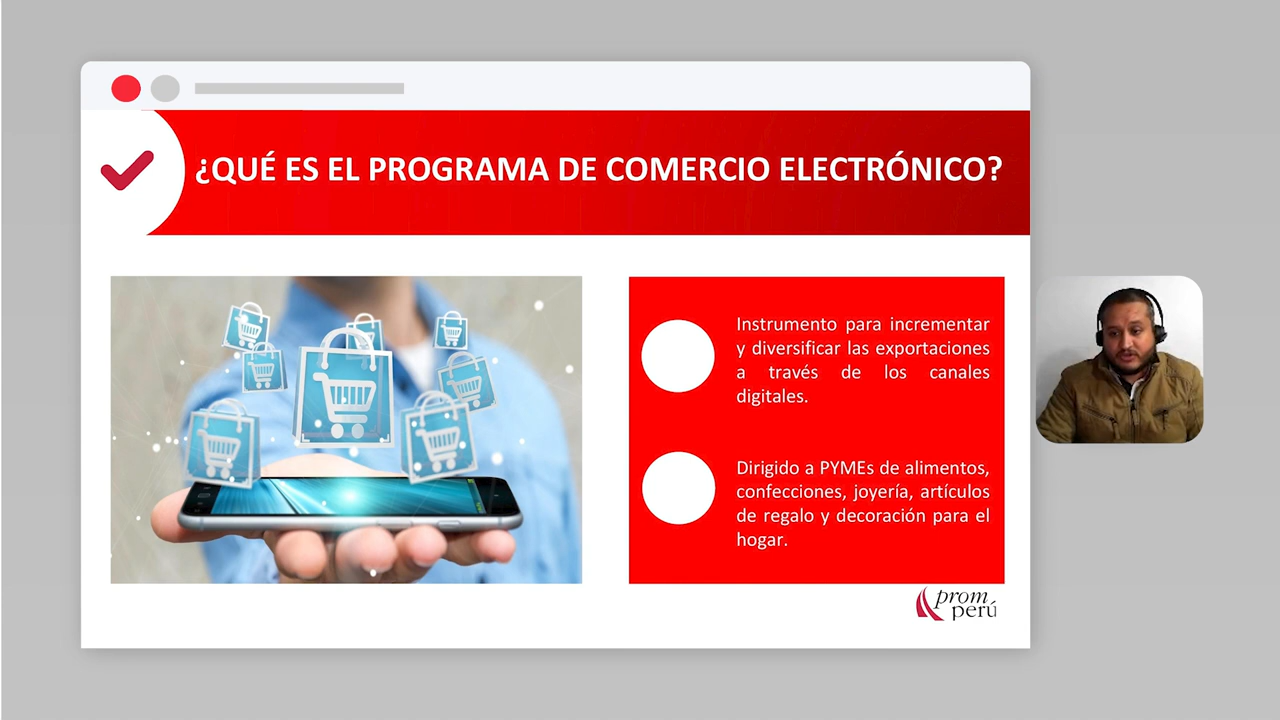 ¿QUÉ ES EL PROGRAMA DE COMERCIO ELECTRÓNICO?
Instrumento para incrementar
y diversificar las exportaciones
a través de los canales
digitales.
Dirigido a PYMEs de alimentos,
confecciones, joyería, artículos
de regalo y decoración para el
hogar.
prom
perú